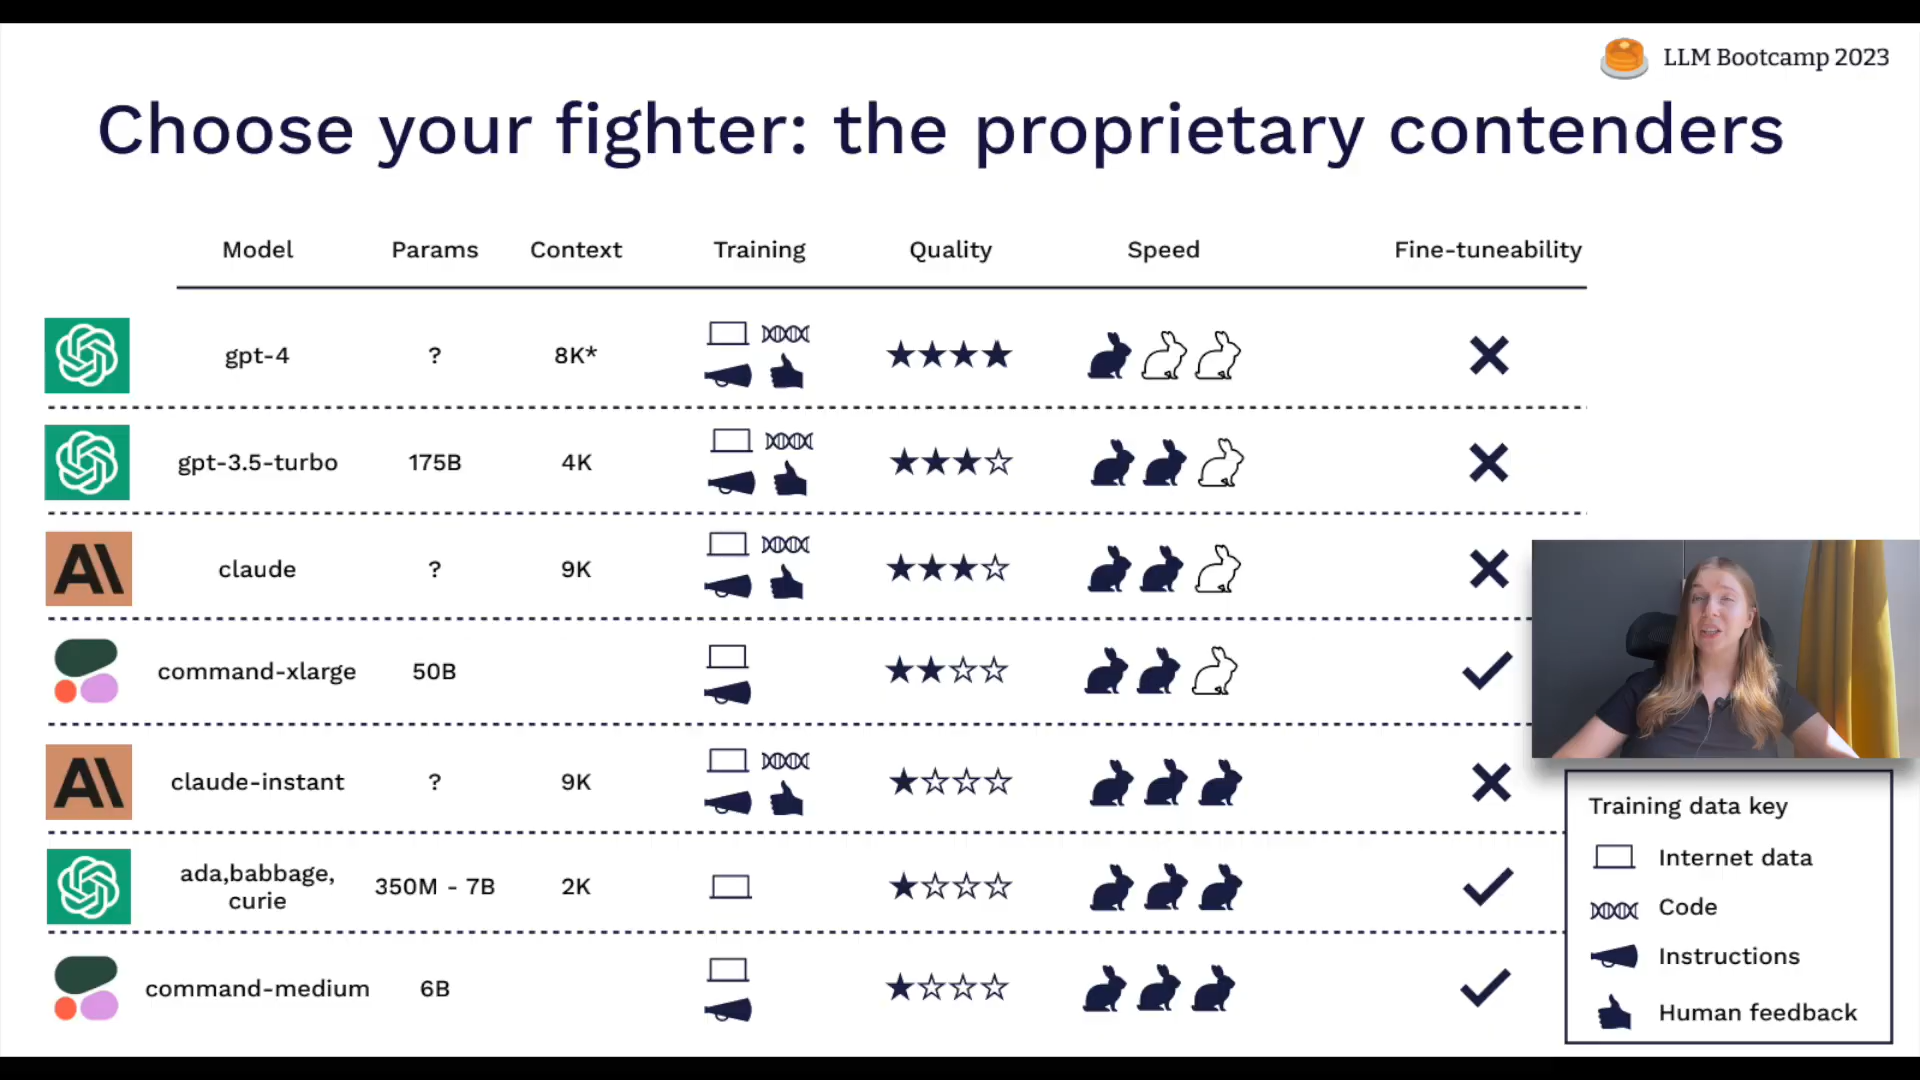 LLM Bootcamp 2023
Choose your fighter: the proprietary contenders
Model Params Context Training Quality Speed Fine-tuneability
gpt-4 ? 8K*
gpt-3.5-turbo 175B 4K
claude ? 9K
command-xlarge 50B
claude-instant ? 9K
ada,babbage,
curie 350M - 7B 2K
command-medium 6B
Training data key
Internet data
Code
Instructions
Human feedback